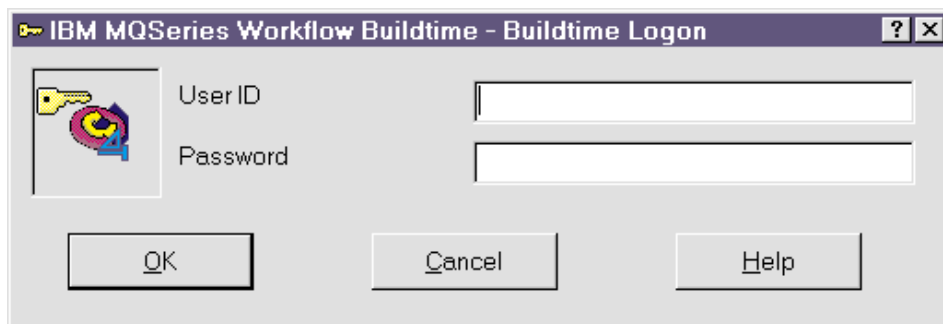 IBM MQSeries Workflow Buildtime - Buildtime Logon
User ID
Password
OK
Cancel
Help